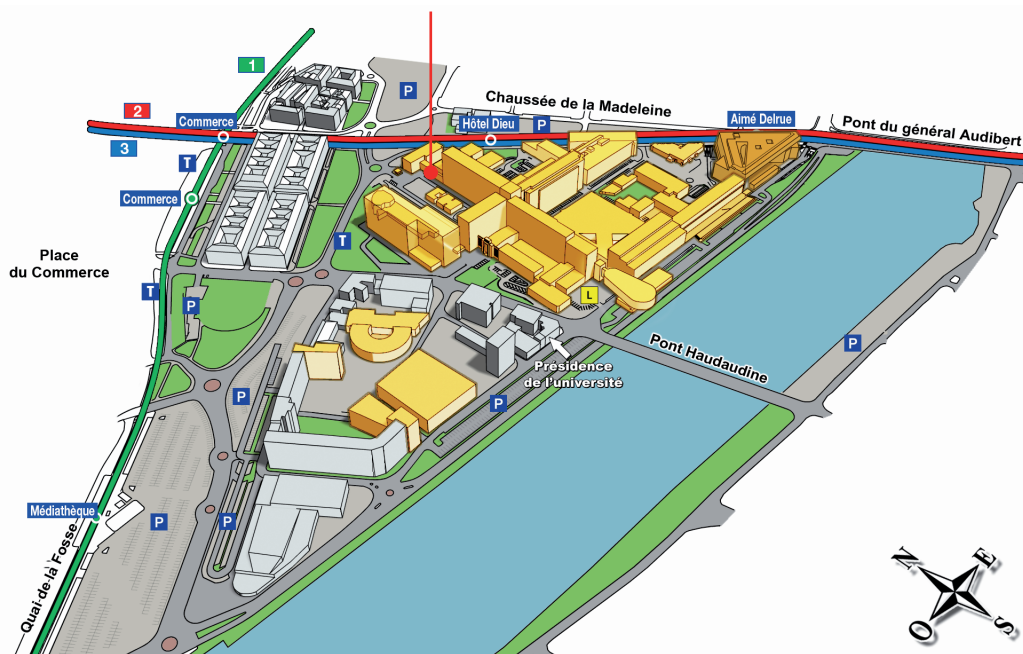 1
P
Chaussée de la Madeleine
2
Commerce
Hôtel Dieu
P
Aimé Delrue
Pont du général Audibert
3
T
Commerce
Place
du Commerce
T
T
P
L
Pont Haudaudine
P
Présidence
de l'université
P
P
Médiathèque
P
P
Quai-de-la Fosse
N
E
O
S